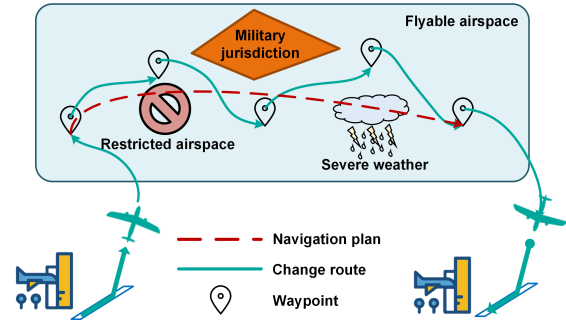 Flyable airspace
Military
jurisdiction
Restricted airspace
Severe weather
Navigation plan
Change route
Waypoint